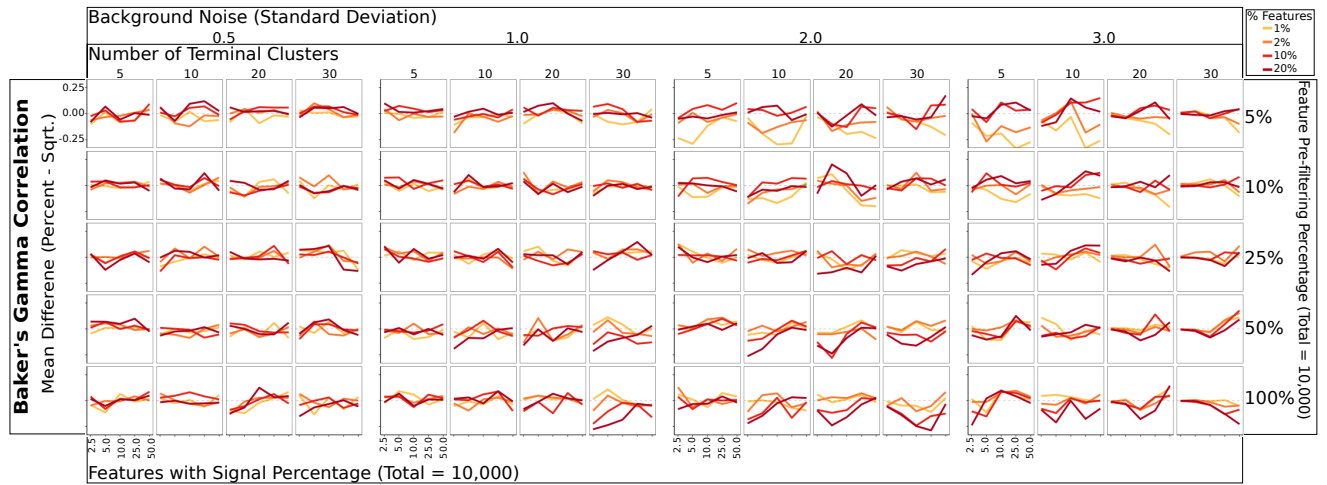 Background Noise (Standard Deviation)
0.5 1.0 2.0 3.0
Number of Terminal Clusters
5 10 20 30 5 10 20 30 5 10 20 30 5 10 20 30
% Features
1%
2%
10%
20%
Baker's Gamma Correlation
Mean Differene (Percent - Sqrt.)
0.25
0.00
-0.25
5%
10%
25%
50%
100%
Feature Pre-filtering Percentage (Total = 10,000)
2.5 5.0 10.0 25.0 50.0 2.5 5.0 10.0 25.0 50.0 2.5 5.0 10.0 25.0 50.0 2.5 5.0 10.0 25.0 50.0
Features with Signal Percentage (Total = 10,000)